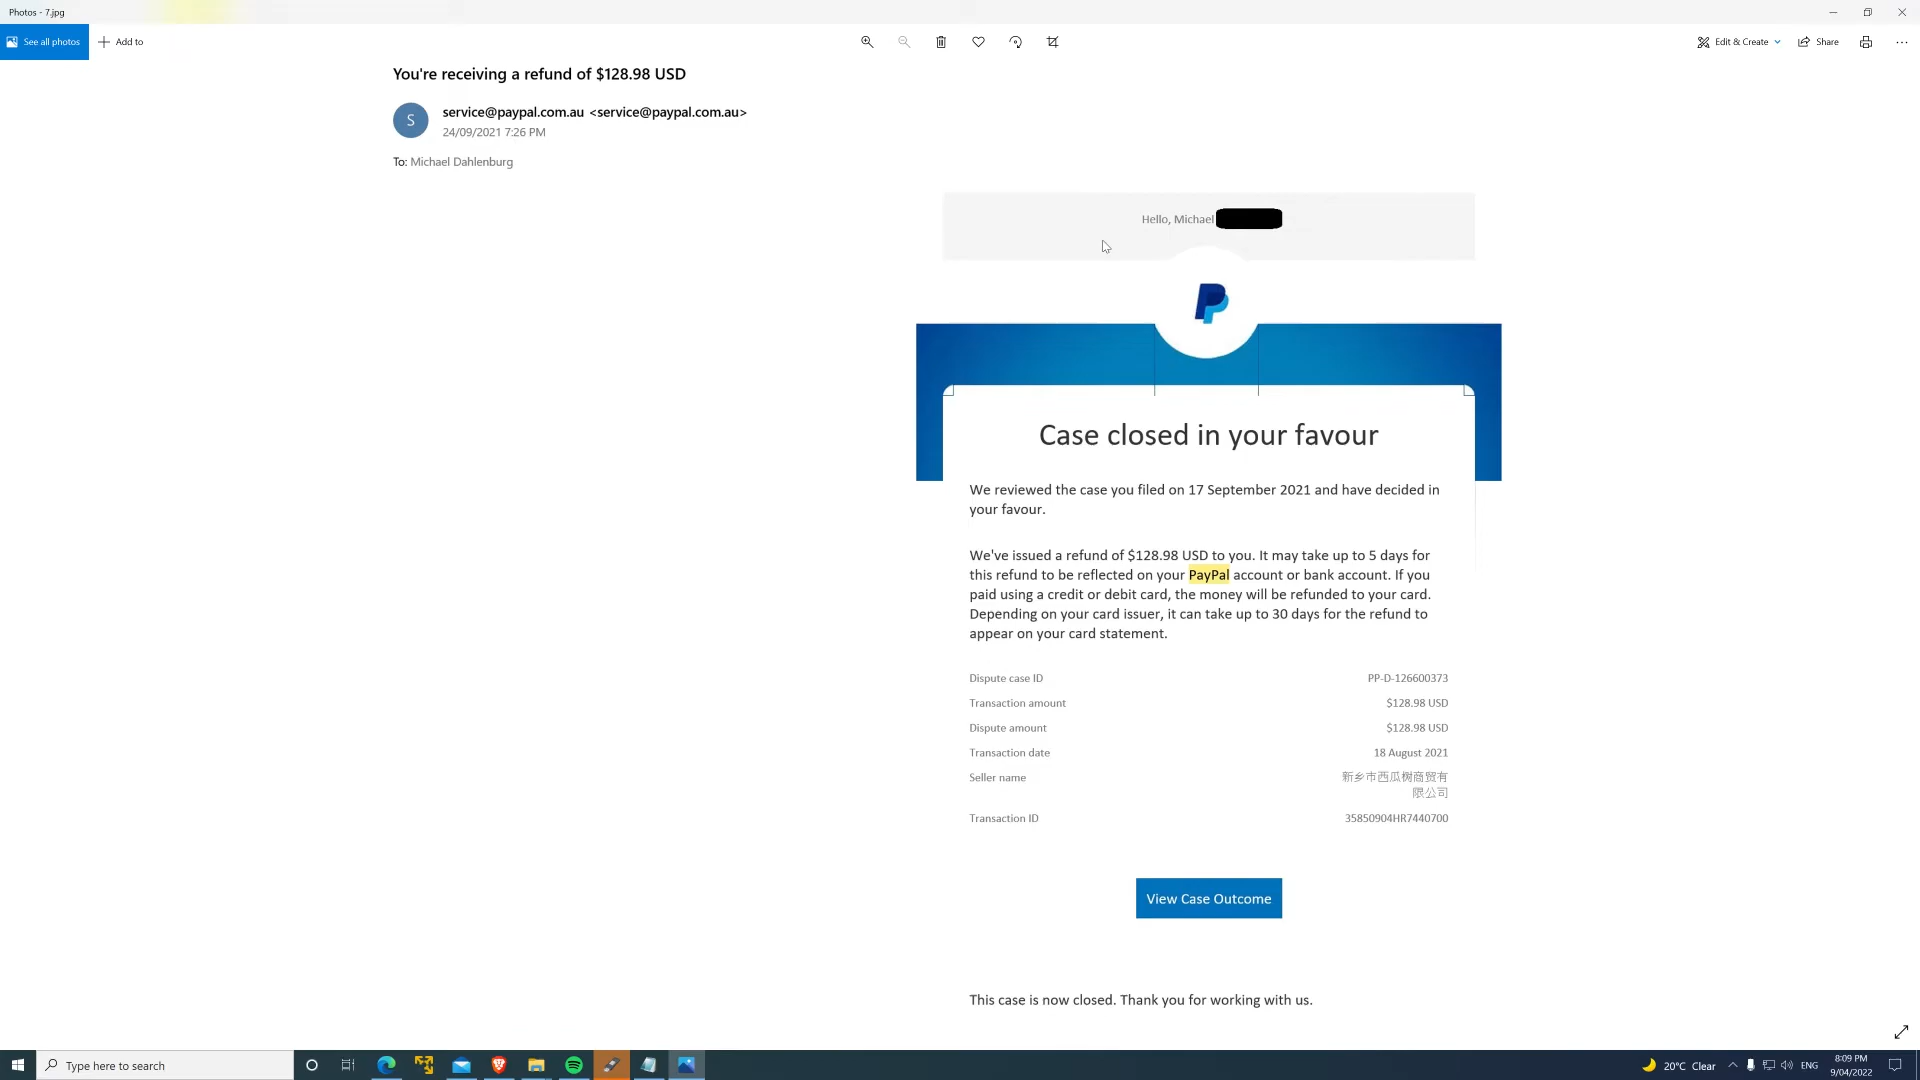 Photos - 7.jpg
See all photos
Add to
Edit & Create
Share
You're receiving a refund of $128.98 USD
S
service@paypal.com.au <service@paypal.com.au>
24/09/2021 7:26 PM
To: Michael Dahlenburg
Hello, Michael
Case closed in your favour
We reviewed the case you filed on 17 September 2021 and have decided in
your favour.
We've issued a refund of $128.98 USD to you. It may take up to 5 days for
this refund to be reflected on your PayPal account or bank account. If you
paid using a credit or debit card, the money will be refunded to your card.
Depending on your card issuer, it can take up to 30 days for the refund to
appear on your card statement.
Dispute case ID PP-D-126600373
Transaction amount $128.98 USD
Dispute amount $128.98 USD
Transaction date 18 August 2021
Seller name 新乡市西瓜树商贸有
限公司
Transaction ID 35850904HR7440700
View Case Outcome
This case is now closed. Thank you for working with us.
Type here to search
20°C Clear
ENG
8:09 PM
9/04/2022